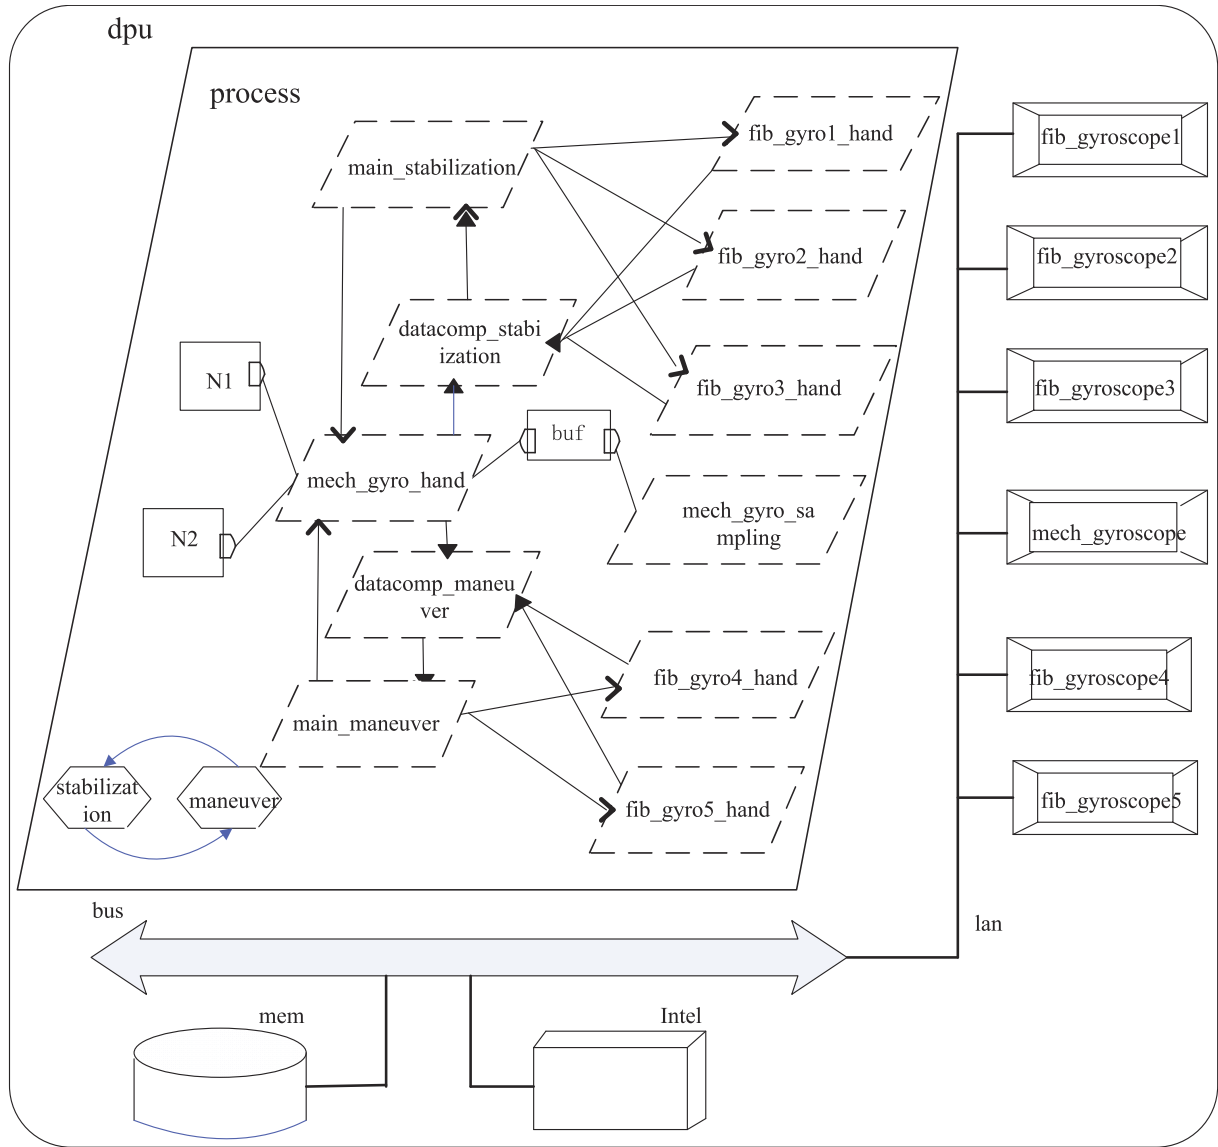 dpu
process
main_stabilization
fib_gyro1_hand
fib_gyroscope1
fib_gyro2_hand
fib_gyroscope2
datacomp_stabi
ization
N1
fib_gyro3_hand
fib_gyroscope3
buf
mech_gyro_hand
mech_gyro_sa
mpling
mech_gyroscope
N2
datacomp_maneu
ver
fib_gyro4_hand
fib_gyroscope4
main_maneuver
stabilizat
ion
maneuver
fib_gyro5_hand
fib_gyroscope5
bus
lan
mem
Intel